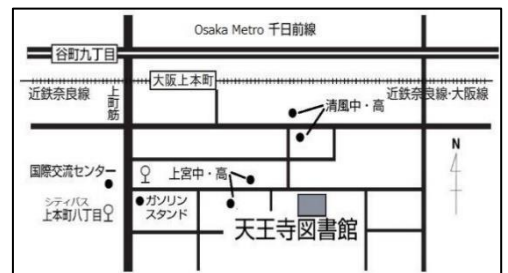 Osaka Metro 千日前線
谷町九丁目
大阪上本町
近鉄奈良線
近鉄奈良線・大阪線
上町筋
清風中・高
N
国際交流センター
上宮中・高
シティバス
上本町八丁目
ガソリン
スタンド
天王寺図書館